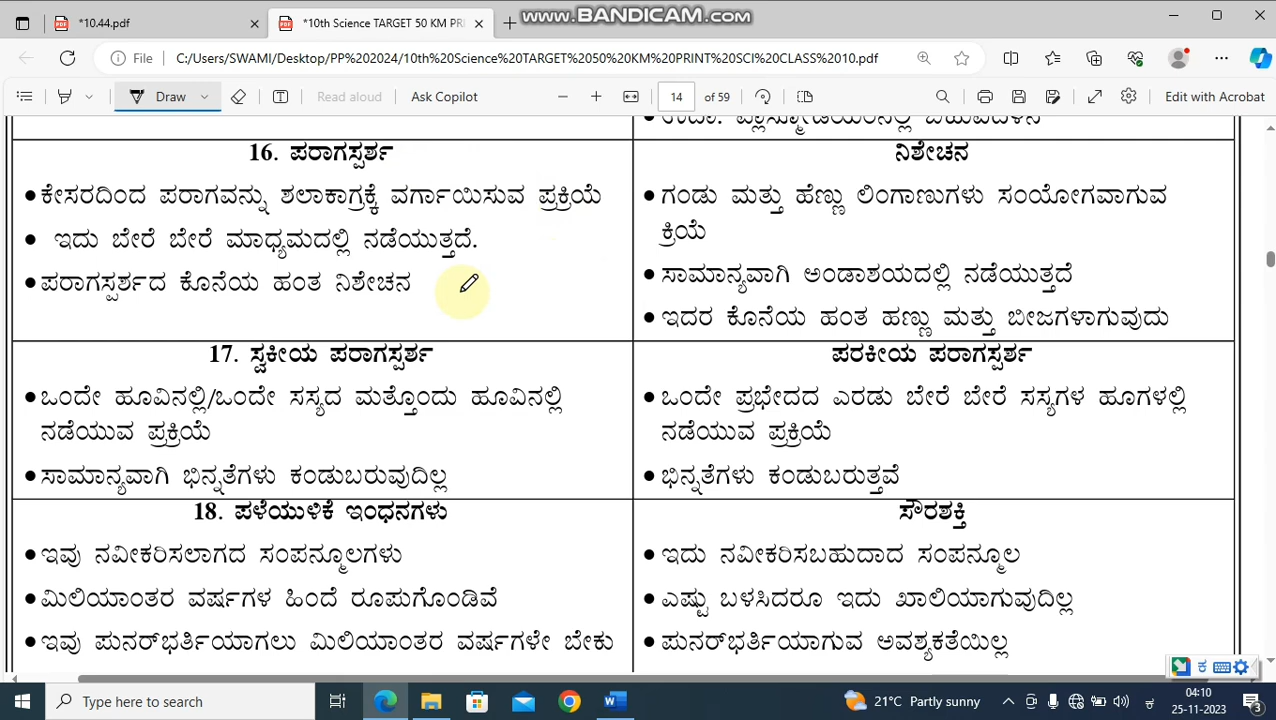 www.BANDICAM.com
*10.44.pdf
*10th Science TARGET 50 KM PRI
File
C:/Users/SWAMI/Desktop/PP%202024/10th%20Science%20TARGET%2050%20KM%20PRINT%20SCI%20CLASS%2010.pdf
Draw
Read aloud
Ask Copilot
14 of 59
Edit with Acrobat
16. ಪರಾಗಸ್ಪರ್ಶ
•ಕೇಸರದಿಂದ ಪರಾಗವನ್ನು ಶಲಾಕಾಗ್ರಕ್ಕೆ ವರ್ಗಾಯಿಸುವ ಪ್ರಕ್ರಿಯೆ
• ಇದು ಬೇರೆ ಬೇರೆ ಮಾಧ್ಯಮದಲ್ಲಿ ನಡೆಯುತ್ತದೆ.
•ಪರಾಗಸ್ಪರ್ಶದ ಕೊನೆಯ ಹಂತ ನಿಶೇಚನ
ನಿಶೇಚನ
•ಗಂಡು ಮತ್ತು ಹೆಣ್ಣು ಲಿಂಗಾಣುಗಳು ಸಂಯೋಗವಾಗುವ
ಕ್ರಿಯೆ
•ಸಾಮಾನ್ಯವಾಗಿ ಅಂಡಾಶಯದಲ್ಲಿ ನಡೆಯುತ್ತದೆ
•ಇದರ ಕೊನೆಯ ಹಂತ ಹಣ್ಣು ಮತ್ತು ಬೀಜಗಳಾಗುವುದು
17. ಸ್ವಕೀಯ ಪರಾಗಸ್ಪರ್ಶ
•ಒಂದೇ ಹೂವಿನಲ್ಲಿ/ಒಂದೇ ಸಸ್ಯದ ಮತ್ತೊಂದು ಹೂವಿನಲ್ಲಿ
ನಡೆಯುವ ಪ್ರಕ್ರಿಯೆ
•ಸಾಮಾನ್ಯವಾಗಿ ಭಿನ್ನತೆಗಳು ಕಂಡುಬರುವುದಿಲ್ಲ
ಪರಕೀಯ ಪರಾಗಸ್ಪರ್ಶ
•ಒಂದೇ ಪ್ರಭೇದದ ಎರಡು ಬೇರೆ ಬೇರೆ ಸಸ್ಯಗಳ ಹೂಗಳಲ್ಲಿ
ನಡೆಯುವ ಪ್ರಕ್ರಿಯೆ
•ಭಿನ್ನತೆಗಳು ಕಂಡುಬರುತ್ತವೆ
18. ಪಳೆಯುಳಿಕೆ ಇಂಧನಗಳು
•ಇವು ನವೀಕರಿಸಲಾಗದ ಸಂಪನ್ಮೂಲಗಳು
•ಮಿಲಿಯಾಂತರ ವರ್ಷಗಳ ಹಿಂದೆ ರೂಪುಗೊಂಡಿವೆ
•ಇವು ಪುನರ್‌ಭರ್ತಿಯಾಗಲು ಮಿಲಿಯಾಂತರ ವರ್ಷಗಳೇ ಬೇಕು
ಸೌರಶಕ್ತಿ
•ಇದು ನವೀಕರಿಸಬಹುದಾದ ಸಂಪನ್ಮೂಲ
•ಎಷ್ಟು ಬಳಸಿದರೂ ಇದು ಖಾಲಿಯಾಗುವುದಿಲ್ಲ
•ಪುನರ್‌ಭರ್ತಿಯಾಗುವ ಅವಶ್ಯಕತೆಯಿಲ್ಲ
ಕ
Type here to search
21°C Partly sunny
04:10
25-11-2023
3